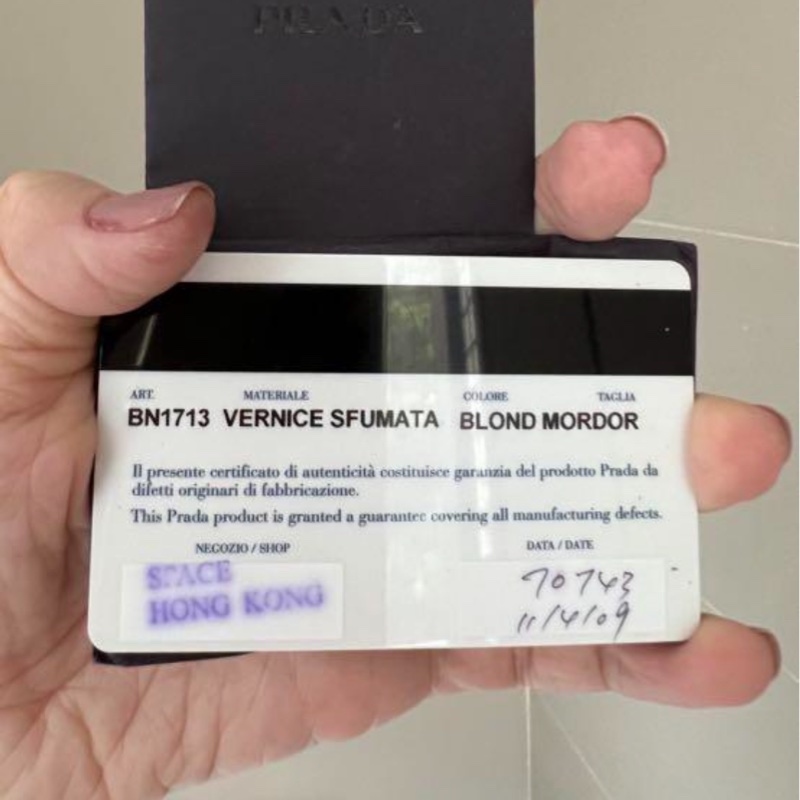 PRADA
ART. MATERIALE COLORE TAGLIA
BN1713 VERNICE SFUMATA BLOND MORDOR
Il presente certificato di autenticità costituisce garanzia del prodotto Prada da
difetti originari di fabbricazione.
This Prada product is granted a guarantee covering all manufacturing defects.
NEGOZIO / SHOP DATA / DATE
SPACE 70743
HONG KONG 11/4/09